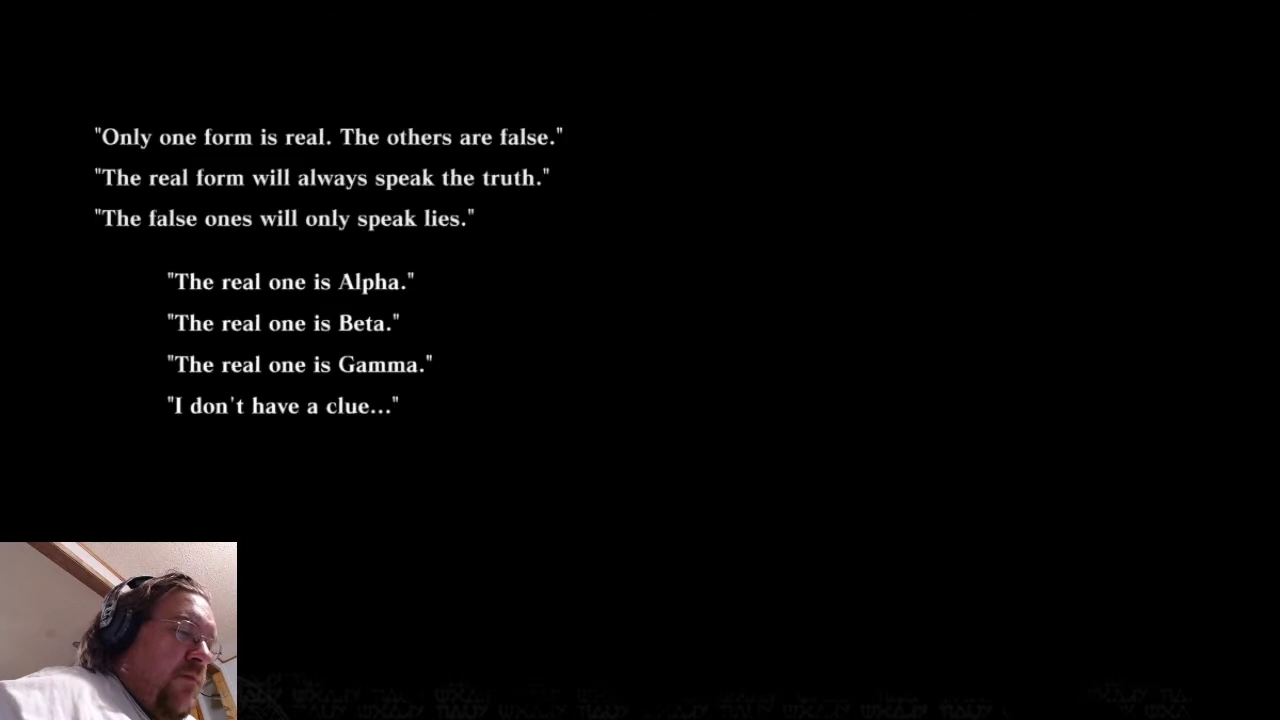 "Only one form is real. The others are false."
"The real form will always speak the truth."
"The false ones will only speak lies."
"The real one is Alpha."
"The real one is Beta."
"The real one is Gamma."
"I don't have a clue..."